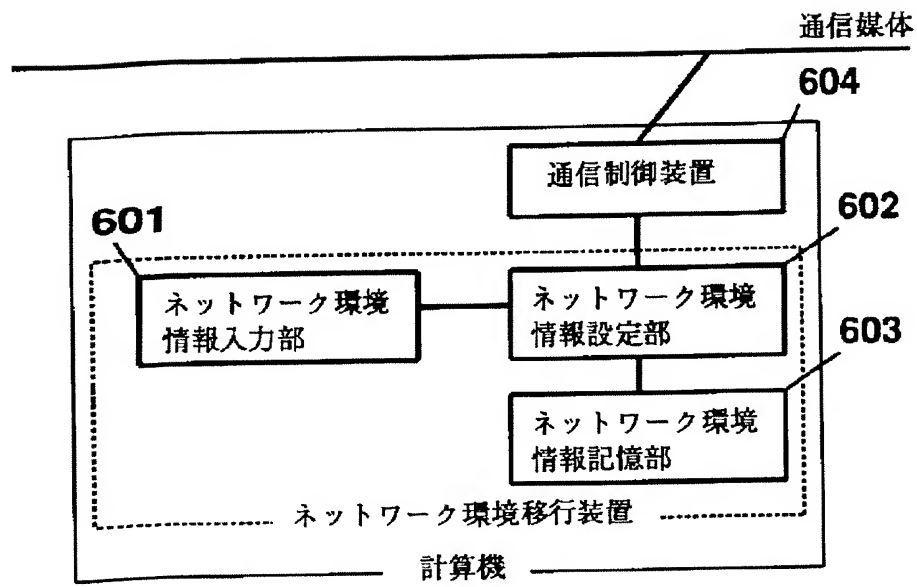 通信媒体
604
通信制御装置
601
602
ネットワーク環境
情報入力部
ネットワーク環境
情報設定部
603
ネットワーク環境
情報記憶部
ネットワーク環境移行装置
計算機